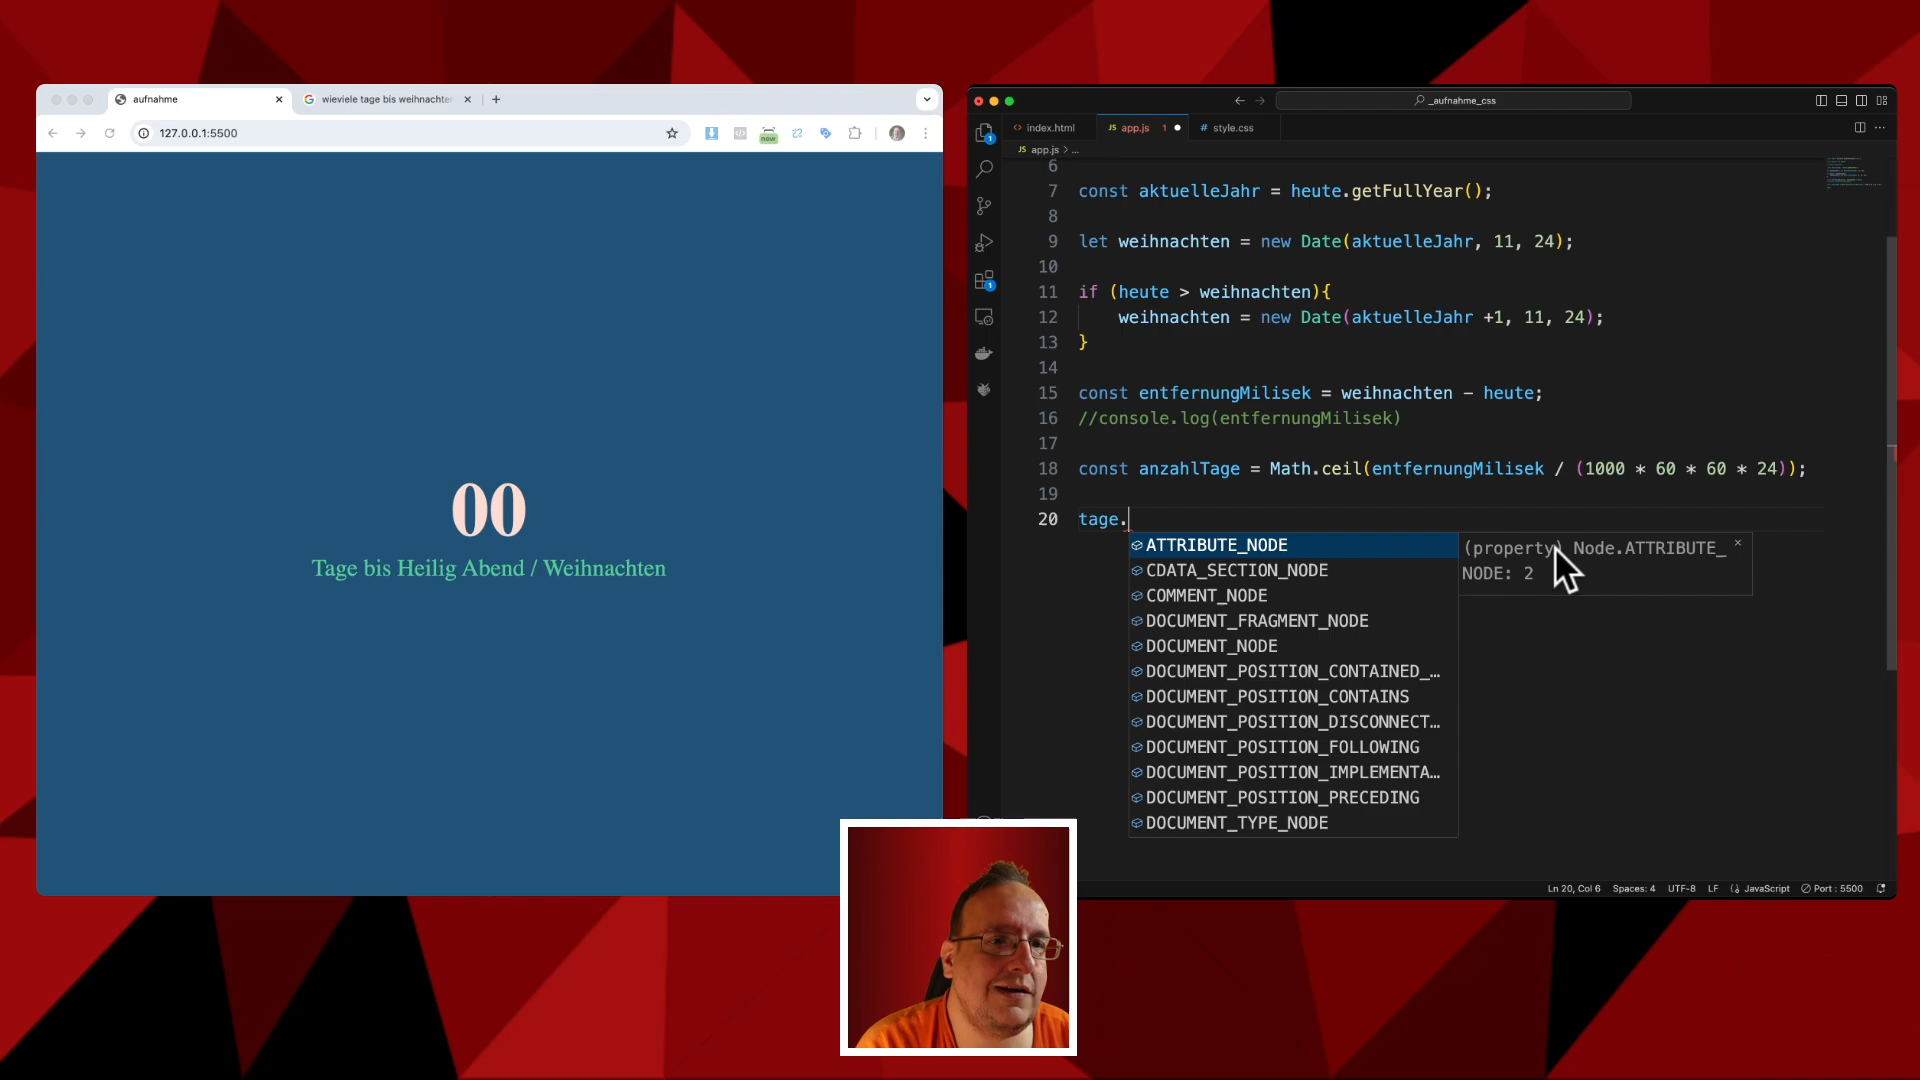 aufnahme
wieviele tage bis weihnachten
127.0.0.1:5500
new
00
Tage bis Heilig Abend / Weihnachten
_aufnahme_css
index.html
JS app.js 1
# style.css
JS app.js > ...
6
7 const aktuelleJahr = heute.getFullYear();
8
9 let weihnachten = new Date(aktuelleJahr, 11, 24);
10
11 if (heute > weihnachten){
12 weihnachten = new Date(aktuelleJahr +1, 11, 24);
13 }
14
15 const entfernungMilisek = weihnachten - heute;
16 //console.log(entfernungMilisek)
17
18 const anzahlTage = Math.ceil(entfernungMilisek / (1000 * 60 * 60 * 24));
19
20 tage.
ATTRIBUTE_NODE
CDATA_SECTION_NODE
COMMENT_NODE
DOCUMENT_FRAGMENT_NODE
DOCUMENT_NODE
DOCUMENT_POSITION_CONTAINED_…
DOCUMENT_POSITION_CONTAINS
DOCUMENT_POSITION_DISCONNECT…
DOCUMENT_POSITION_FOLLOWING
DOCUMENT_POSITION_IMPLEMENTA…
DOCUMENT_POSITION_PRECEDING
DOCUMENT_TYPE_NODE
(property) Node.ATTRIBUTE_
NODE: 2
1
1
Ln 20, Col 6 Spaces: 4 UTF-8 LF JavaScript Port : 5500